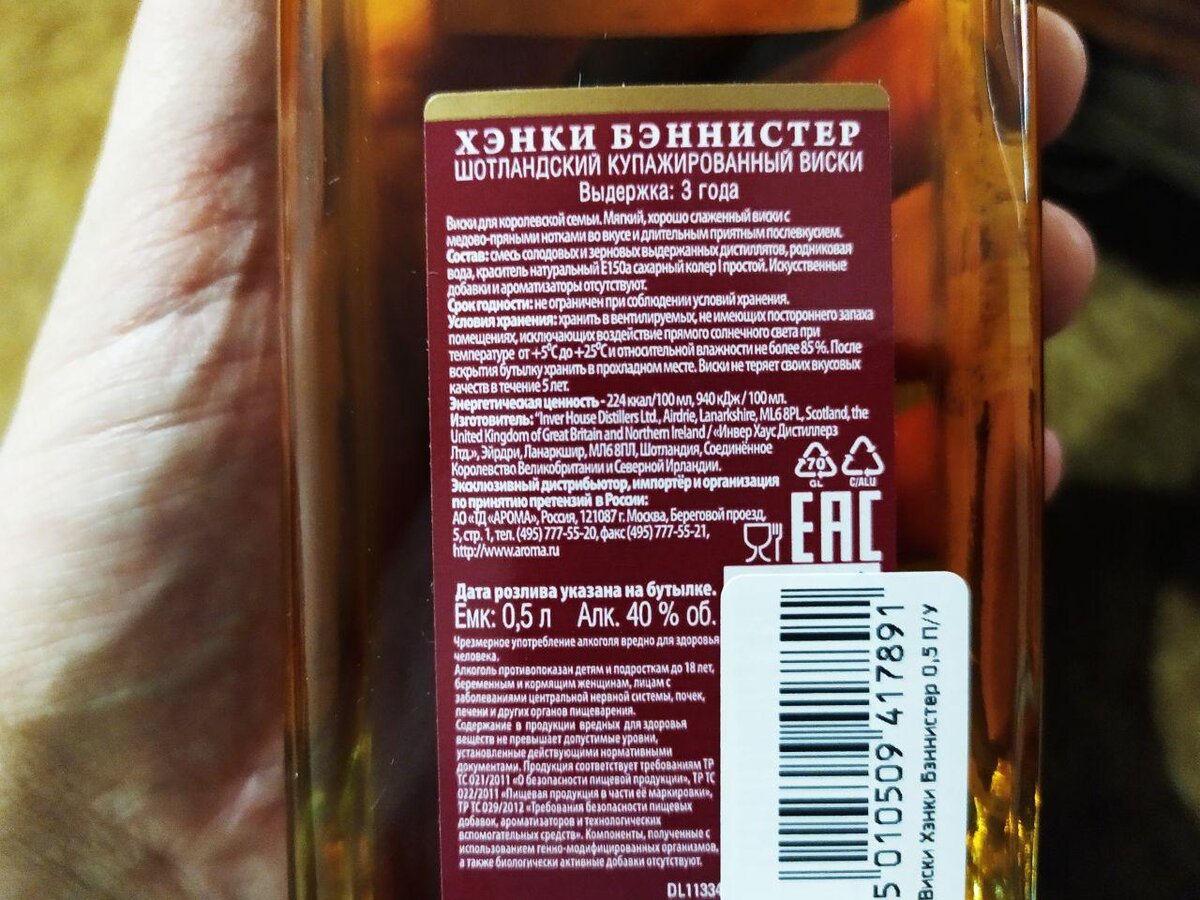 ХЭНКИ БЭННИСТЕР
ШОТЛАНДСКИЙ КУПАЖИРОВАННЫЙ ВИСКИ
Выдержка: 3 года
Виски для королевской семьи. Мягкий, хорошо слаженный виски с
медово-пряными нотками во вкусе и длительным приятным послевкусием.
Состав: смесь солодовых и зерновых выдержанных дистиллятов, родниковая
вода, краситель натуральный Е150а сахарный колер I простой. Искусственные
добавки и ароматизаторы отсутствуют.
Срок годности: не ограничен при соблюдении условий хранения.
Условия хранения: хранить в вентилируемых, не имеющих постороннего запаха
помещениях, исключающих воздействие прямого солнечного света при
температуре от +5°С до +25°С и относительной влажности не более 85 %. После
вскрытия бутылку хранить в прохладном месте. Виски не теряет своих вкусовых
качеств в течение 5 лет.
Энергетическая ценность - 224 ккал/100 мл, 940 кДж / 100 мл.
Изготовитель: "Inver House Distillers Ltd., Airdrie, Lanarkshire, ML6 8PL, Scotland, the
United Kingdom of Great Britain and Northern Ireland / «Инвер Хаус Дистиллерз
Лтд.», Эйрдри, Ланаркшир, МЛ6 8ПЛ, Шотландия, Соединённое
Королевство Великобритании и Северной Ирландии.
Эксклюзивный дистрибьютор, импортёр и организация
по принятию претензий в России:
АО «ТД «АРОМА», Россия, 121087 г. Москва, Береговой проезд,
5, стр. 1, тел. (495) 777-55-20, факс (495) 777-55-21,
http://www.aroma.ru
70
GL
C/ALU
EAC
Дата розлива указана на бутылке.
Емк: 0,5 л Алк. 40 % об.
Чрезмерное употребление алкоголя вредно для здоровья
человека.
Алкоголь противопоказан детям и подросткам до 18 лет,
беременным и кормящим женщинам, лицам с
заболеваниями центральной нервной системы, почек,
печени и других органов пищеварения.
Содержание в продукции вредных для здоровья
веществ не превышает допустимые уровни,
установленные действующими нормативными
документами. Продукция соответствует требованиям ТР
ТС 021/2011 «О безопасности пищевой продукции», ТР ТС
022/2011 «Пищевая продукция в части её маркировки»,
ТР ТС 029/2012 «Требования безопасности пищевых
добавок, ароматизаторов и технологических
вспомогательных средств». Компоненты, полученные с
использованием генно-модифицированных организмов,
а также биологически активные добавки отсутствуют.
DL11334
5 010509 417891
Виски Хэнки Бэннистер 0,5 П/У